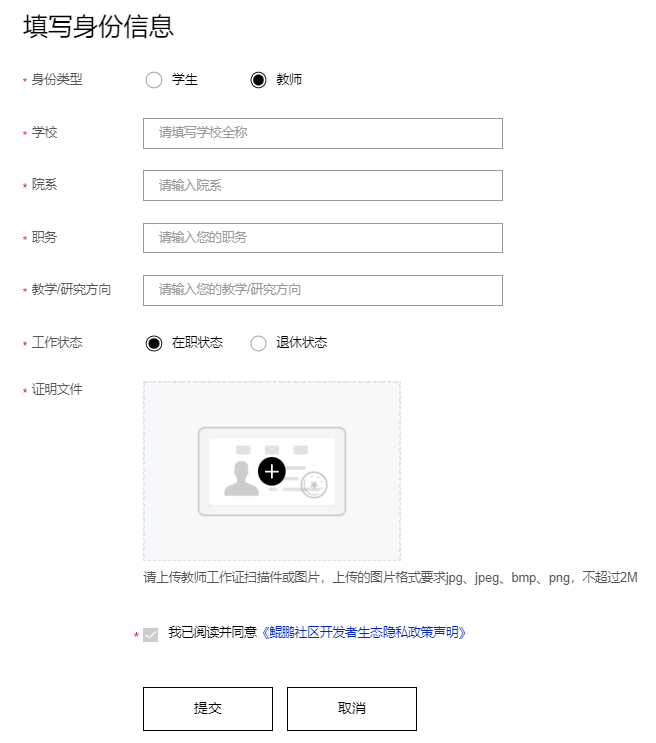 填写身份信息
* 身份类型 学生 教师
* 学校 请填写学校全称
* 院系 请输入院系
* 职务 请输入您的职务
* 教学/研究方向 请输入您的教学/研究方向
* 工作状态 在职状态 退休状态
* 证明文件
请上传教师工作证扫描件或图片，上传的图片格式要求jpg、jpeg、bmp、png，不超过2M
* 我已阅读并同意《鲲鹏社区开发者生态隐私政策声明》
提交 取消